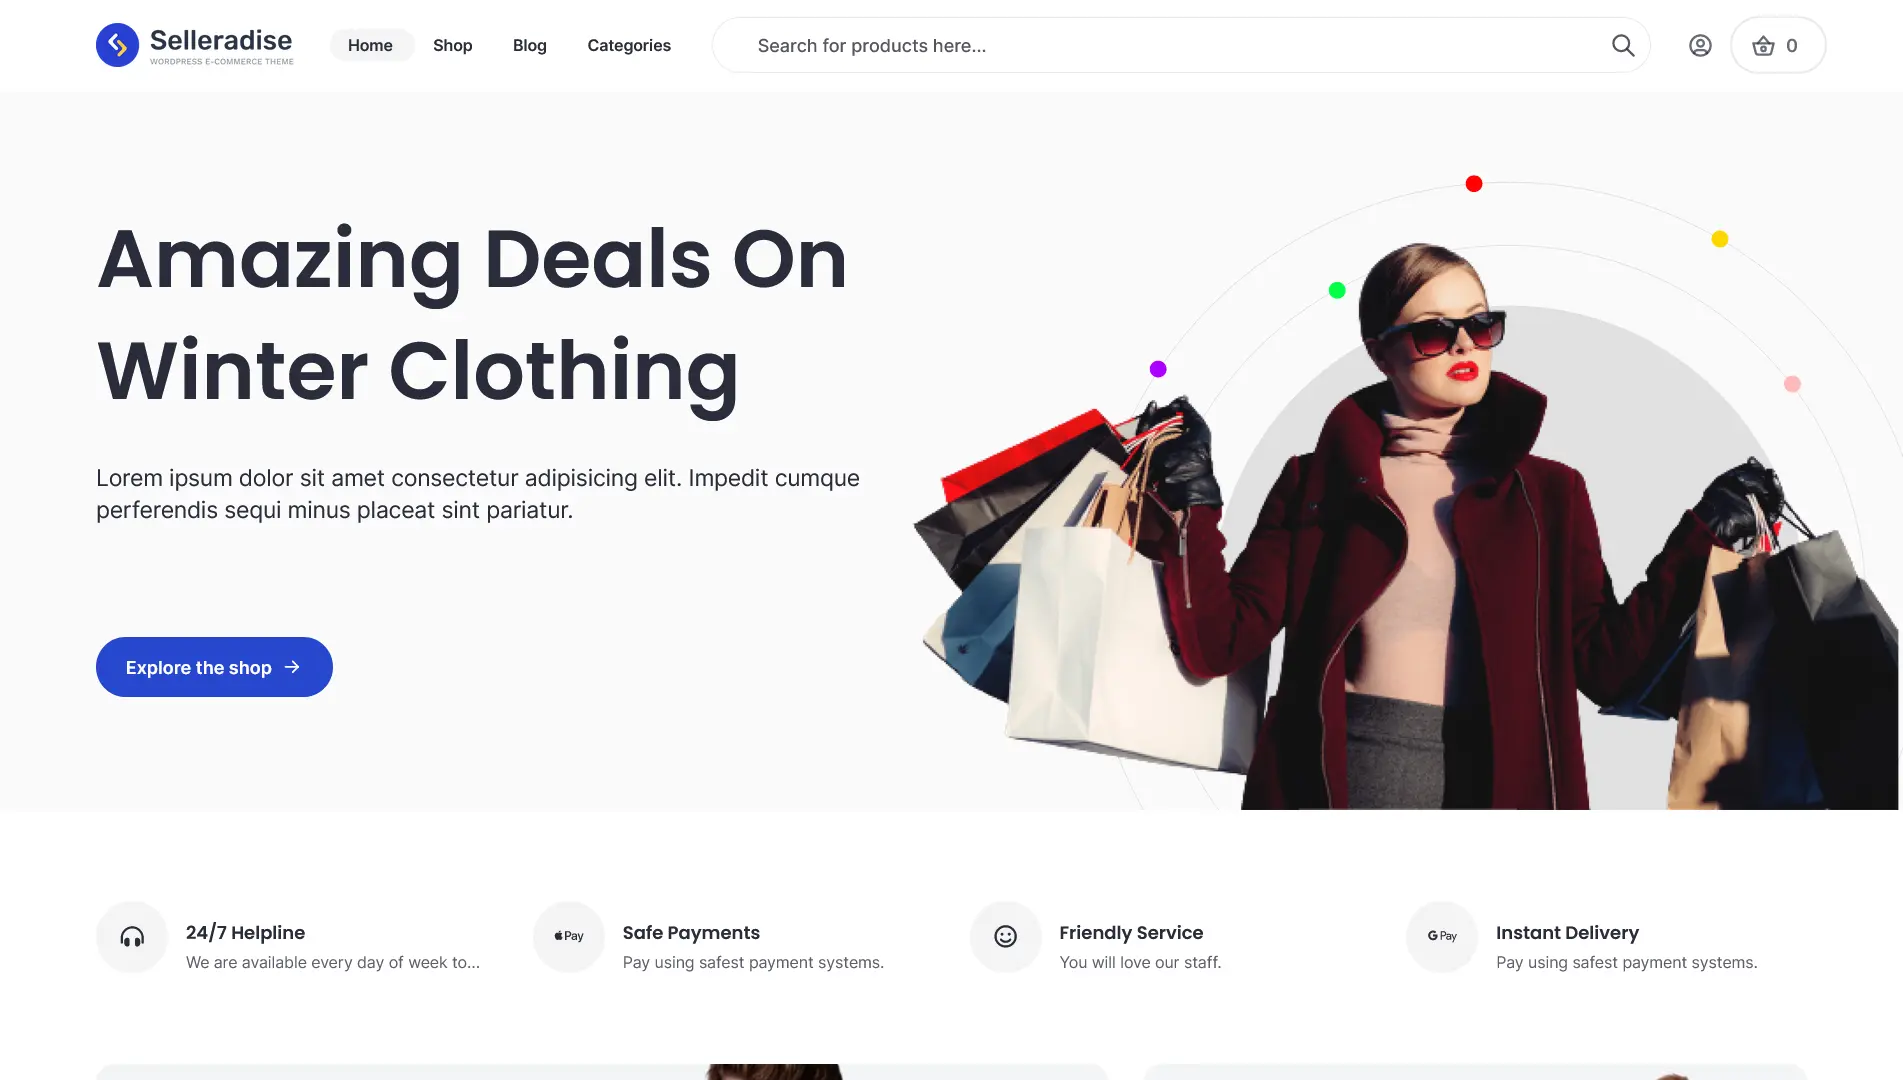 Selleradise
WORDPRESS E-COMMERCE THEME
Home
Shop
Blog
Categories
Search for products here...
0
Amazing Deals On
Winter Clothing
Lorem ipsum dolor sit amet consectetur adipisicing elit. Impedit cumque
perferendis sequi minus placeat sint pariatur.
Explore the shop
24/7 Helpline
We are available every day of week to...
Pay
Safe Payments
Pay using safest payment systems.
Friendly Service
You will love our staff.
G Pay
Instant Delivery
Pay using safest payment systems.